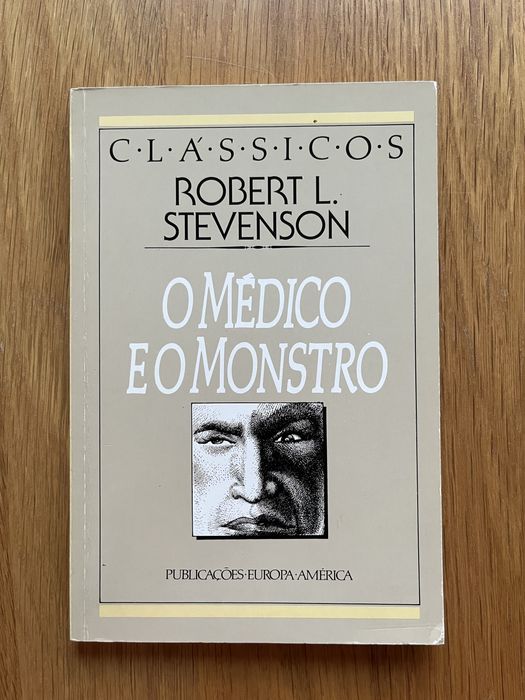 C·L·Á·S·S·I·C·O·S
ROBERT L.
STEVENSON
O MÉDICO
E O MONSTRO
PUBLICAÇÕES·EUROPA·AMÉRICA